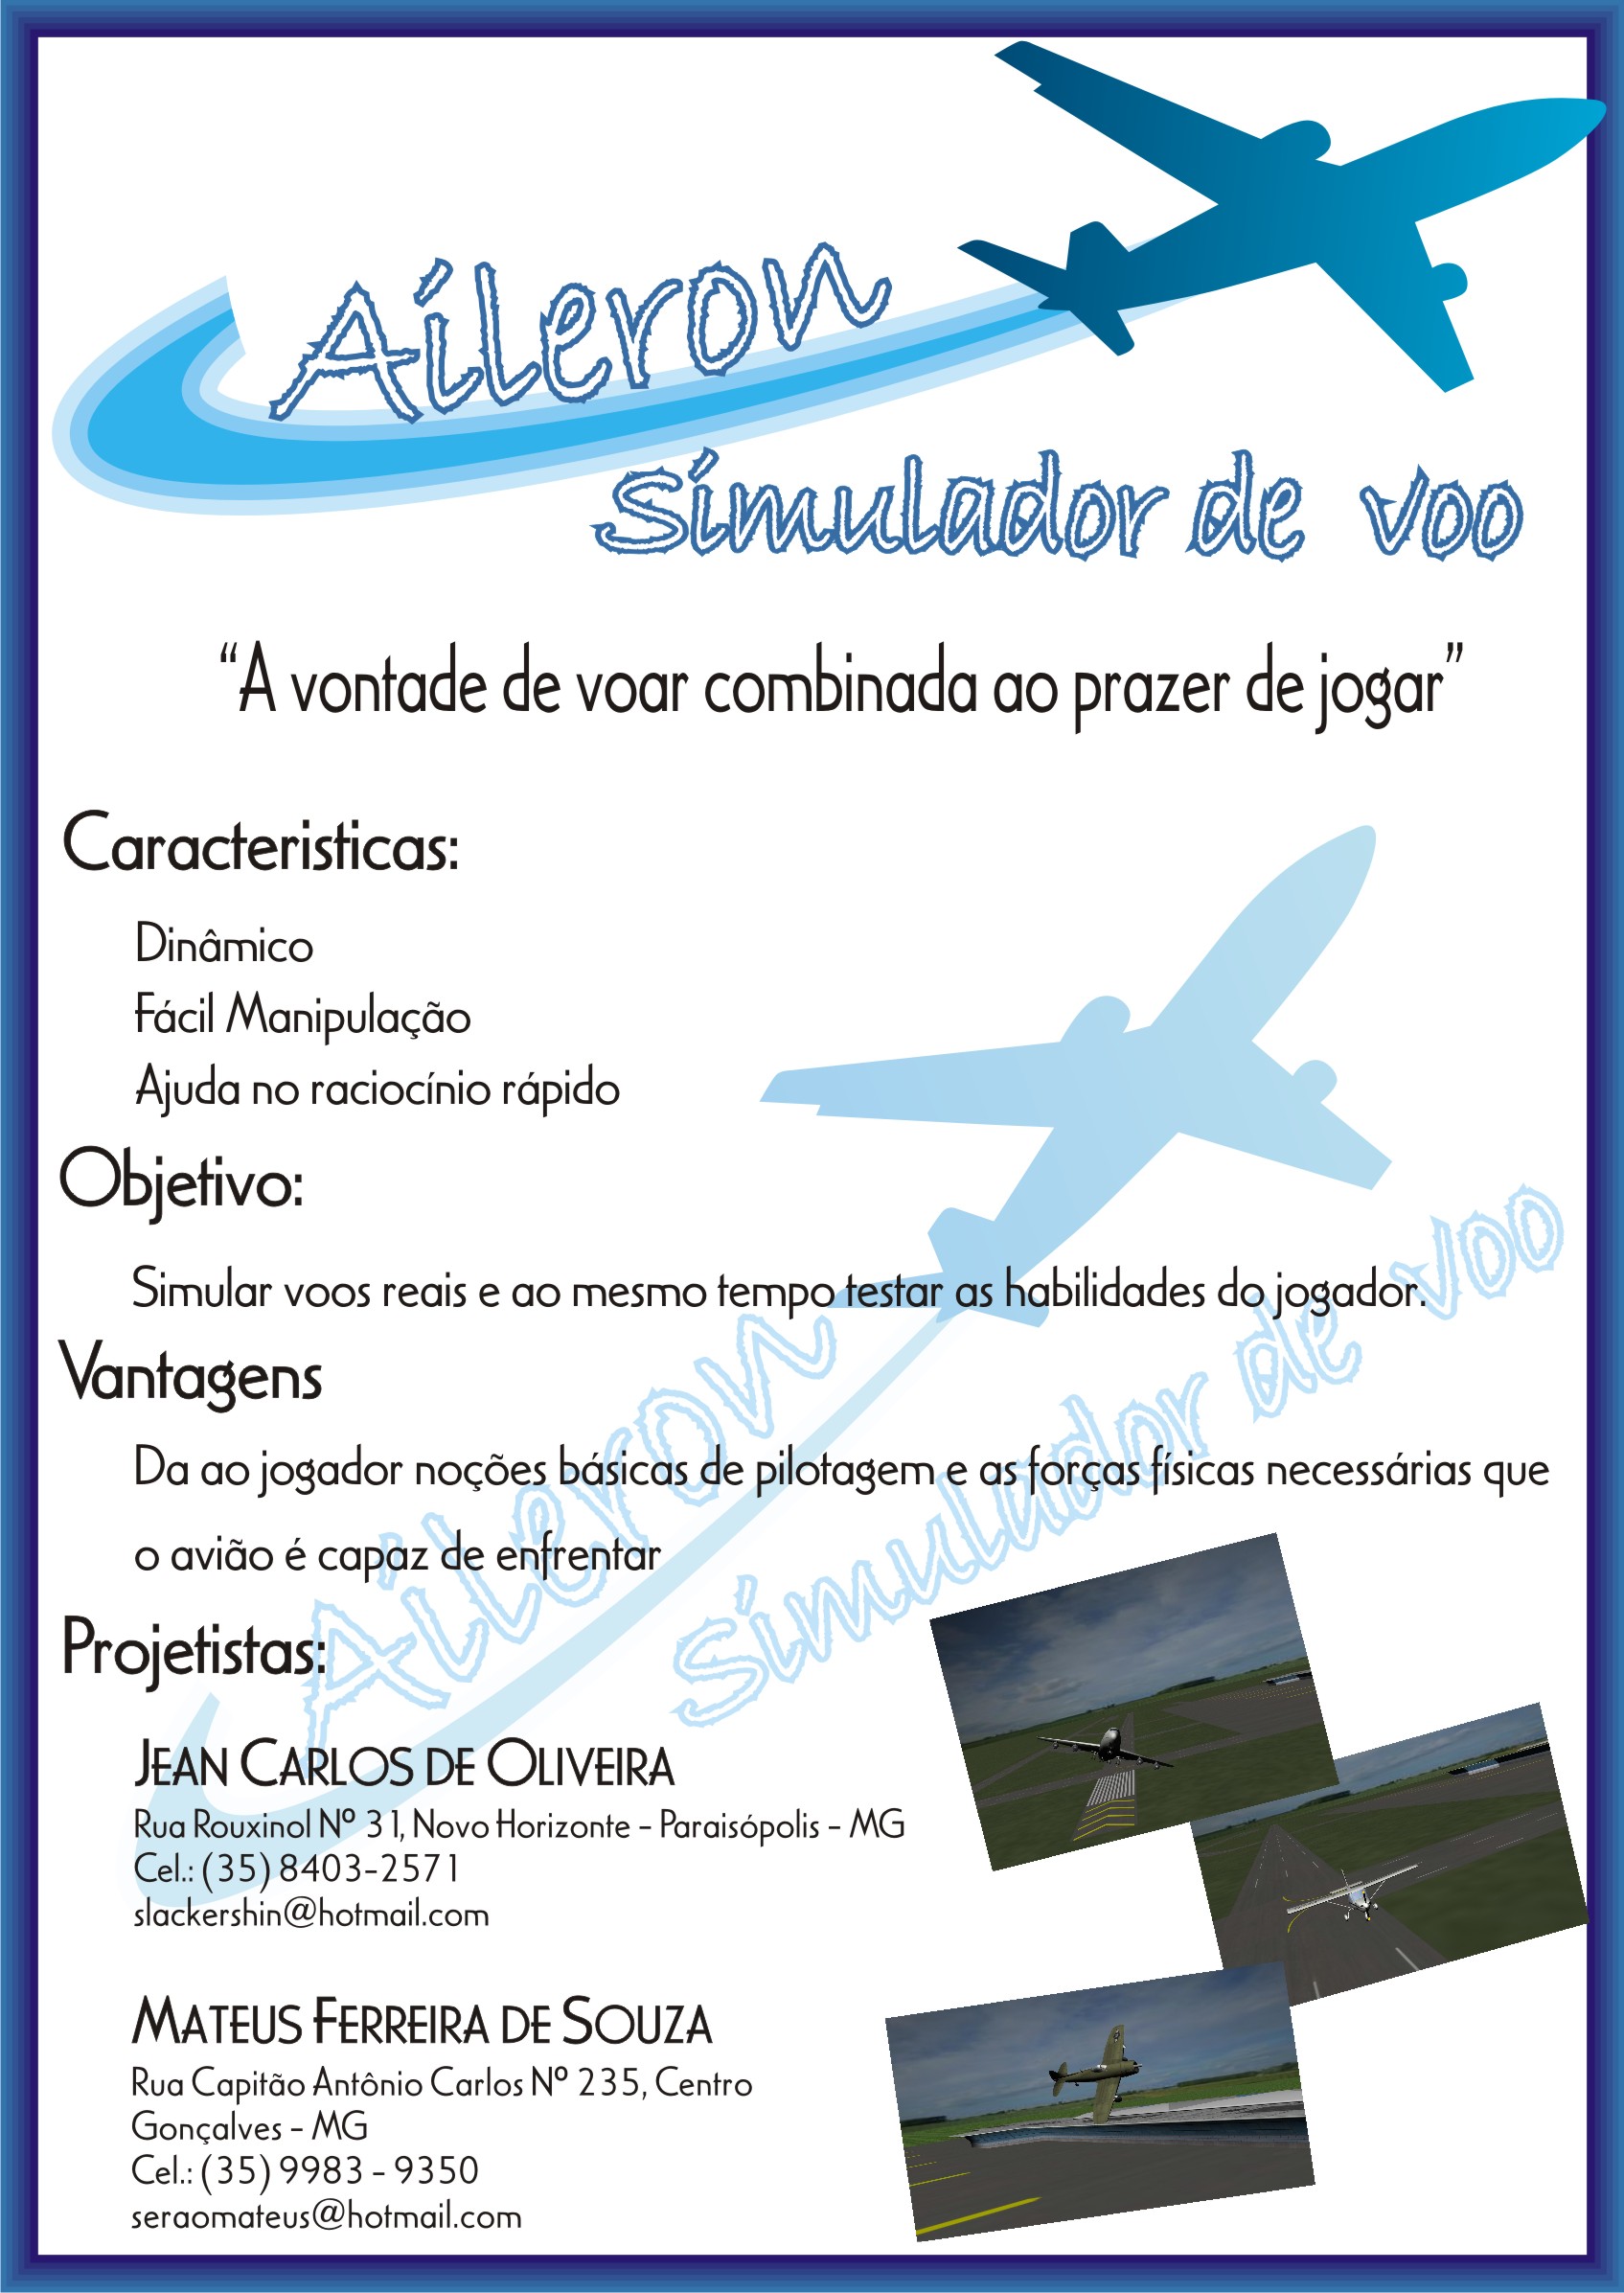 Aileron
Simulador de voo
“A vontade de voar combinada ao prazer de jogar”
Caracteristicas:
Dinâmico
Fácil Manipulação
Ajuda no raciocínio rápido
Objetivo:
Simular voos reais e ao mesmo tempo testar as habilidades do jogador.
Vantagens
Da ao jogador noções básicas de pilotagem e as forças físicas necessárias que
o avião é capaz de enfrentar
Aileron
Simulador de voo
Projetistas:
JEAN CARLOS DE OLIVEIRA
Rua Rouxinol Nº 31, Novo Horizonte - Paraisópolis - MG
Cel.: (35) 8403-2571
slackershin@hotmail.com
MATEUS FERREIRA DE SOUZA
Rua Capitão Antônio Carlos Nº 235, Centro
Gonçalves - MG
Cel.: (35) 9983 - 9350
seraomateus@hotmail.com